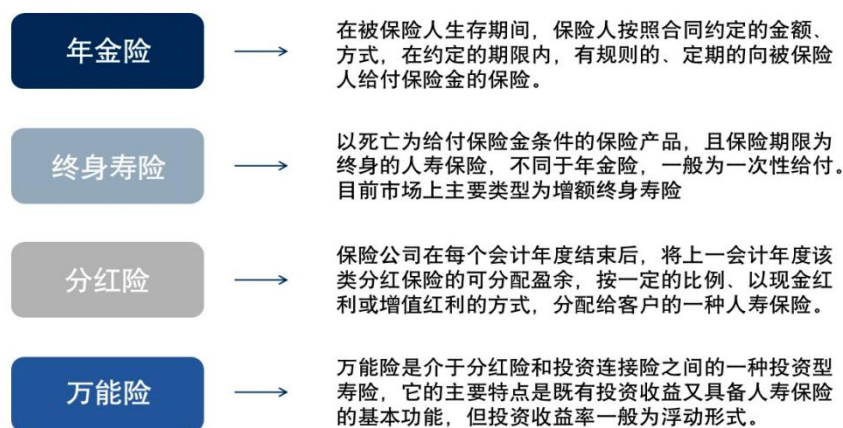 年金险
在被保险人生存期间，保险人按照合同约定的金额、
方式，在约定的期限内，有规则的、定期的向被保险
人给付保险金的保险。
终身寿险
以死亡为给付保险金条件的保险产品，且保险期限为
终身的人寿保险，不同于年金险，一般为一次性给付。
目前市场上主要类型为增额终身寿险
分红险
保险公司在每个会计年度结束后，将上一会计年度该
类分红保险的可分配盈余，按一定的比例、以现金红
利或增值红利的方式，分配给客户的一种人寿保险。
万能险
万能险是介于分红险和投资连接险之间的一种投资型
寿险，它的主要特点是既有投资收益又具备人寿保险
的基本功能，但投资收益率一般为浮动形式。